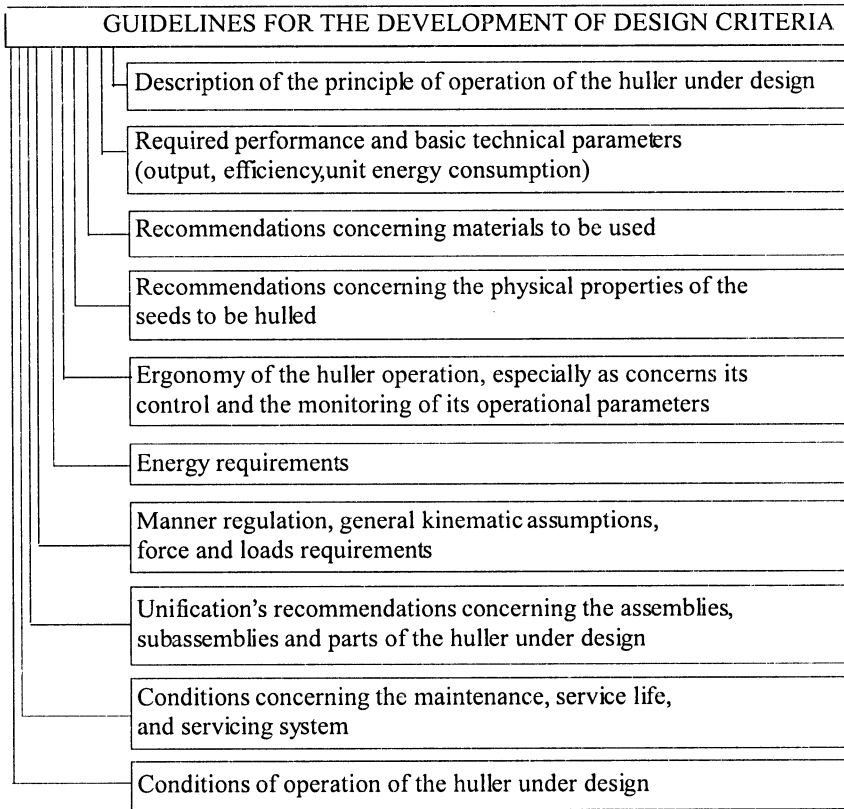 GUIDELINES FOR THE DEVELOPMENT OF DESIGN CRITERIA
Description of the principle of operation of the huller under design
Required performance and basic technical parameters
(output, efficiency,unit energy consumption)
Recommendations concerning materials to be used
Recommendations concerning the physical properties of the
seeds to be hulled
Ergonomy of the huller operation, especially as concerns its
control and the monitoring of its operational parameters
Energy requirements
Manner regulation, general kinematic assumptions,
force and loads requirements
Unification's recommendations concerning the assemblies,
subassemblies and parts of the huller under design
Conditions concerning the maintenance, service life,
and servicing system
Conditions of operation of the huller under design